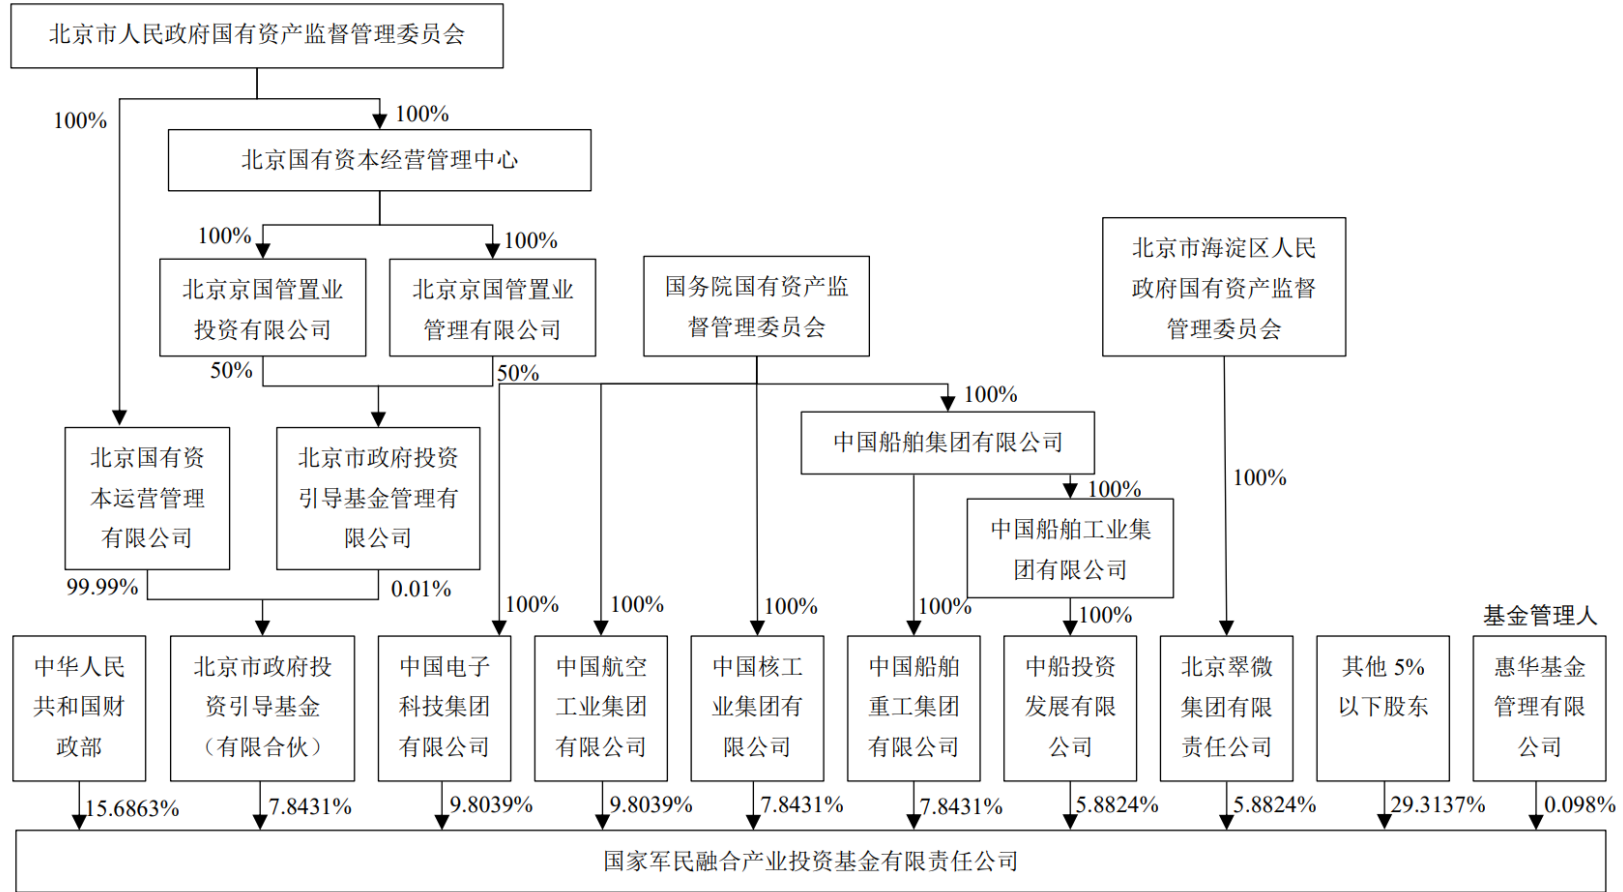 北京市人民政府国有资产监督管理委员会
100%
100%
北京国有资本经营管理中心
100%
100%
北京京国管置业
投资有限公司
北京京国管置业
管理有限公司
国务院国有资产监
督管理委员会
北京市海淀区人民
政府国有资产监督
管理委员会
50%
50%
100%
中国船舶集团有限公司
北京国有资
本运营管理
有限公司
北京市政府投资
引导基金管理有
限公司
100%
100%
中国船舶工业集
团有限公司
99.99%
0.01%
100%
100%
100%
100%
100%
基金管理人
中华人民
共和国财
政部
北京市政府投
资引导基金
（有限合伙）
中国电子
科技集团
有限公司
中国航空
工业集团
有限公司
中国核工
业集团有
限公司
中国船舶
重工集团
有限公司
中船投资
发展有限
公司
北京翠微
集团有限
责任公司
其他 5%
以下股东
惠华基金
管理有限
公司
15.6863%
7.8431%
9.8039%
9.8039%
7.8431%
7.8431%
5.8824%
5.8824%
29.3137%
0.098%
国家军民融合产业投资基金有限责任公司